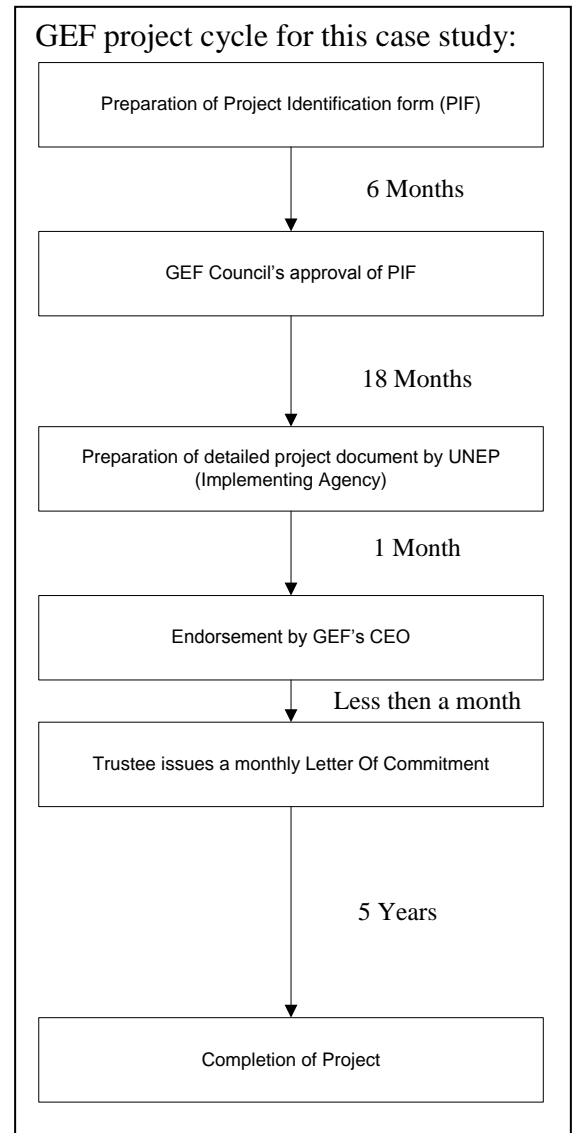 GEF project cycle for this case study:
Preparation of Project Identification form (PIF)
6 Months
GEF Council’s approval of PIF
18 Months
Preparation of detailed project document by UNEP
(Implementing Agency)
1 Month
Endorsement by GEF’s CEO
Less then a month
Trustee issues a monthly Letter Of Commitment
5 Years
Completion of Project